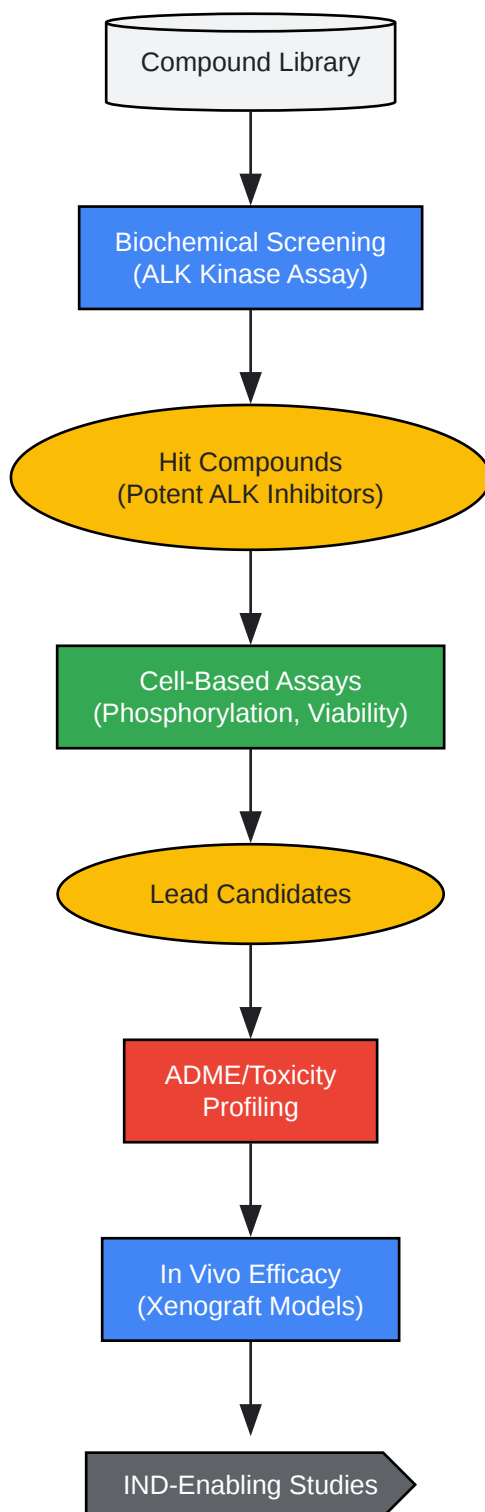 Compound Library
Biochemical Screening
(ALK Kinase Assay)
Hit Compounds
(Potent ALK Inhibitors)
Cell-Based Assays
(Phosphorylation, Viability)
Lead Candidates
ADME/Toxicity
Profiling
In Vivo Efficacy
(Xenograft Models)
IND-Enabling Studies